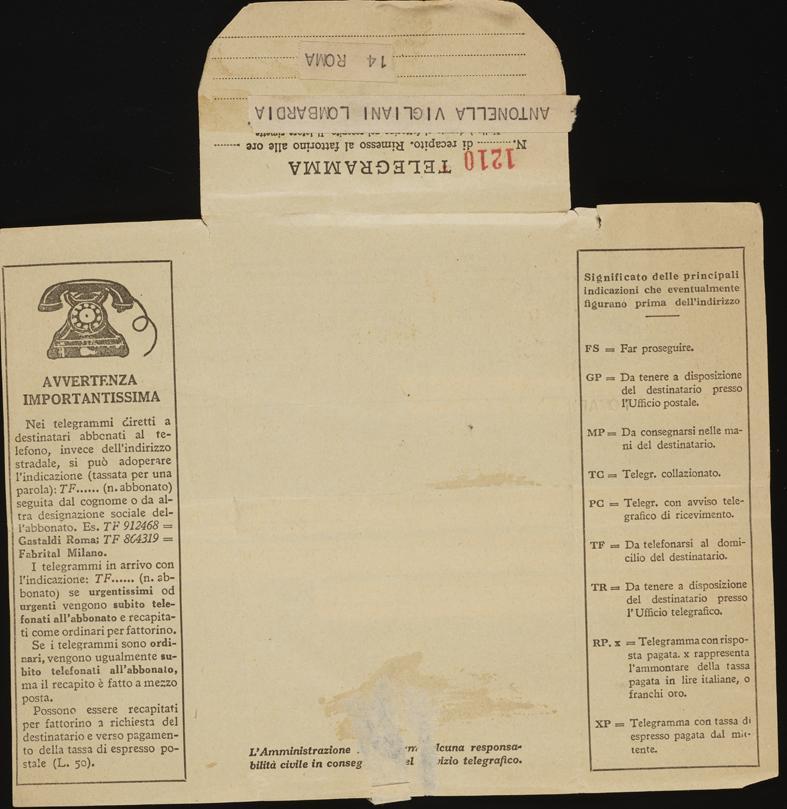 14 ROMA
ANTONELLA VIGLIANI LOMBARDIA
N. ........ di recapito. Rimesso al fattorino alle ore ........
TELEGRAMMA
1210
AVVERTENZA
IMPORTANTISSIMA
Nei telegrammi diretti a
destinatari abbonati al te-
lefono, invece dell'indirizzo
stradale, si può adoperare
l'indicazione (tassata per una
parola): TF...... (n. abbonato)
seguita dal cognome o da al-
tra designazione sociale del-
l'abbonato. Es. TF 912468 =
Gastaldi Roma; TF 864319 =
Fabrital Milano.
I telegrammi in arrivo con
l'indicazione: TF...... (n. ab-
bonato) se urgentissimi od
urgenti vengono subito tele-
fonati all'abbonato e recapita-
ti come ordinari per fattorino.
Se i telegrammi sono ordi-
nari, vengono ugualmente su-
bito telefonati all'abbonato,
ma il recapito è fatto a mezzo
posta.
Possono essere recapitati
per fattorino a richiesta del
destinatario e verso pagamen-
to della tassa di espresso po-
stale (L. 50).
L'Amministrazione alcuna responsa-
bilità civile in conseg el vizio telegrafico.
Significato delle principali
indicazioni che eventualmente
figurano prima dell'indirizzo
FS = Far proseguire.
GP = Da tenere a disposizione
del destinatario presso
l'Ufficio postale.
MP = Da consegnarsi nelle ma-
ni del destinatario.
TC = Telegr. collazionato.
PC = Telegr. con avviso tele-
grafico di ricevimento.
TF = Da telefonarsi al domi-
cilio del destinatario.
TR = Da tenere a disposizione
del destinatario presso
l'Ufficio telegrafico.
RP. x = Telegramma con rispo-
sta pagata. x rappresenta
l'ammontare della tassa
pagata in lire italiane, o
franchi oro.
XP = Telegramma con tassa di
espresso pagata dal mit-
tente.